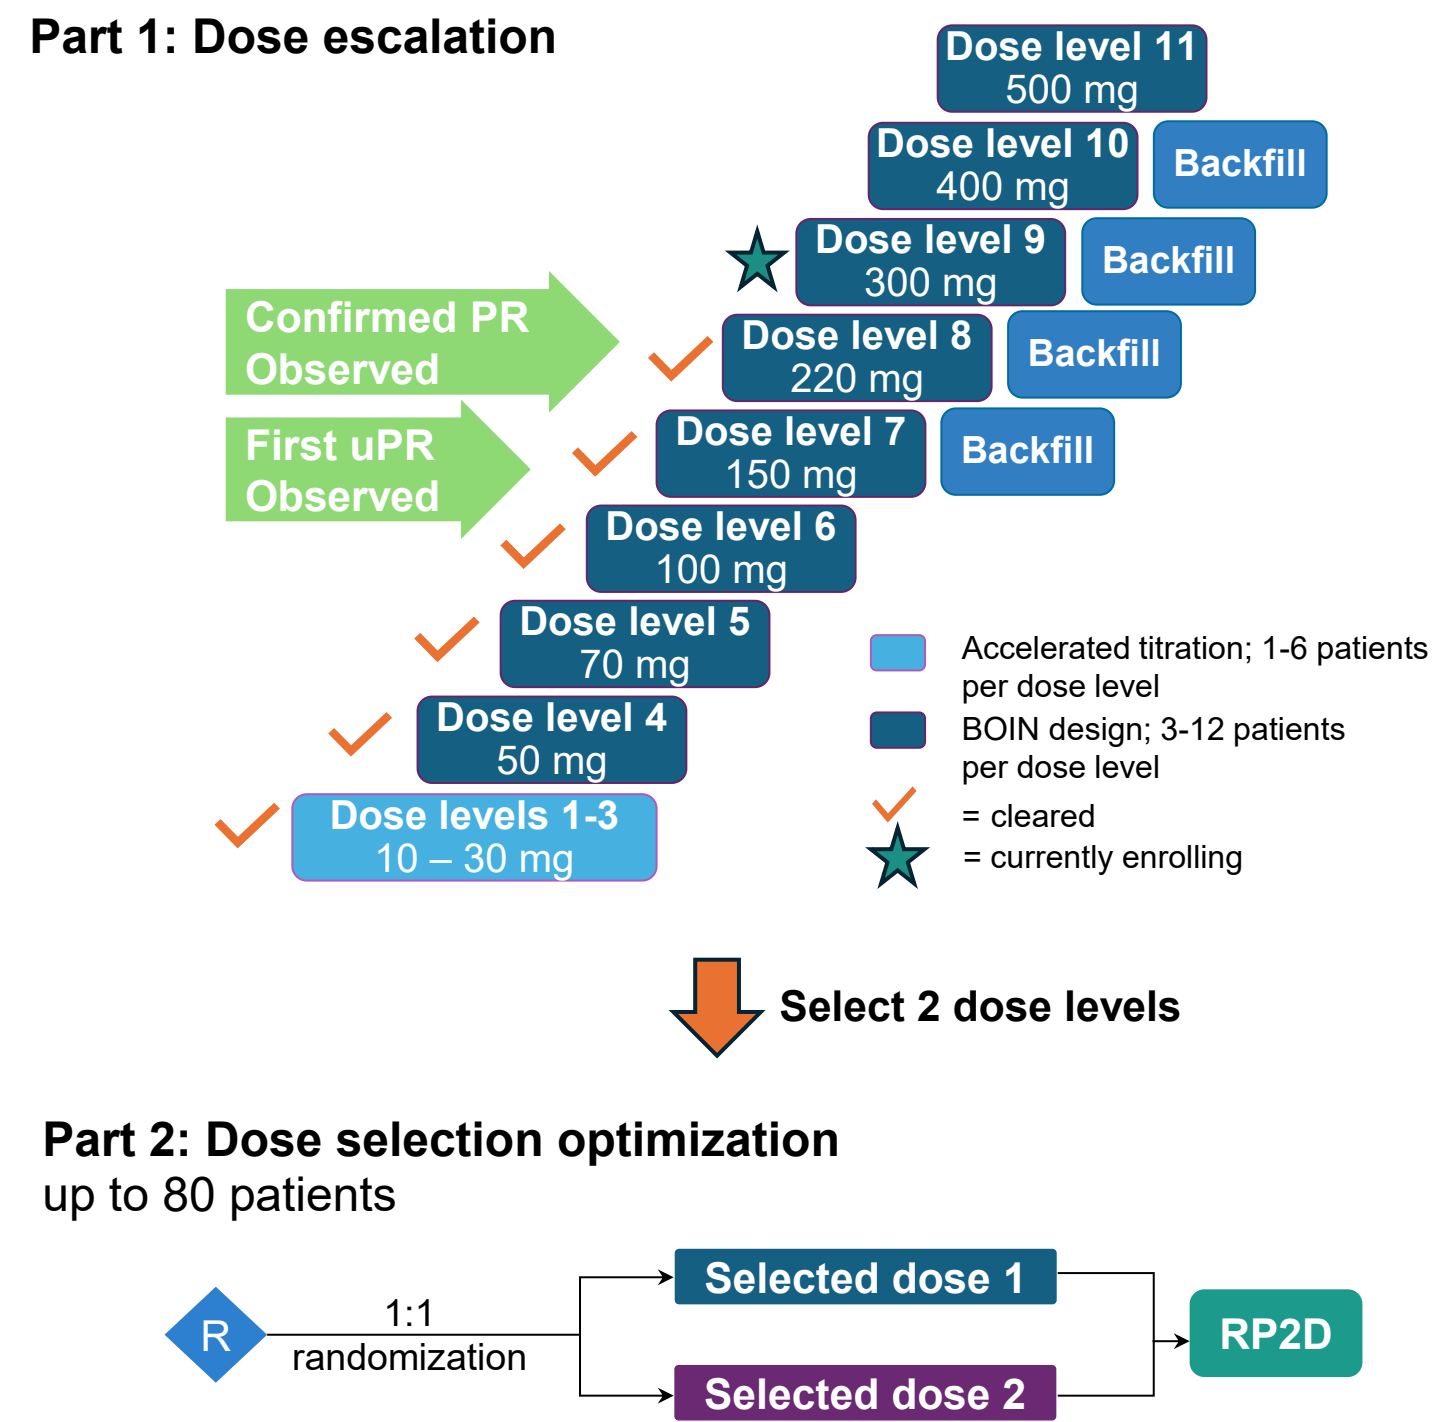 Part 1: Dose escalation
Dose level 11
500 mg
Dose level 10
400 mg
Backfill
Dose level 9
300 mg
Backfill
Confirmed PR
Observed
Dose level 8
220 mg
Backfill
First uPR
Observed
Dose level 7
150 mg
Backfill
Dose level 6
100 mg
Dose level 5
70 mg
Dose level 4
50 mg
Dose levels 1-3
10 – 30 mg
Accelerated titration; 1-6 patients
per dose level
BOIN design; 3-12 patients
per dose level
= cleared
= currently enrolling
Select 2 dose levels
Part 2: Dose selection optimization
up to 80 patients
R
1:1
randomization
Selected dose 1
Selected dose 2
RP2D